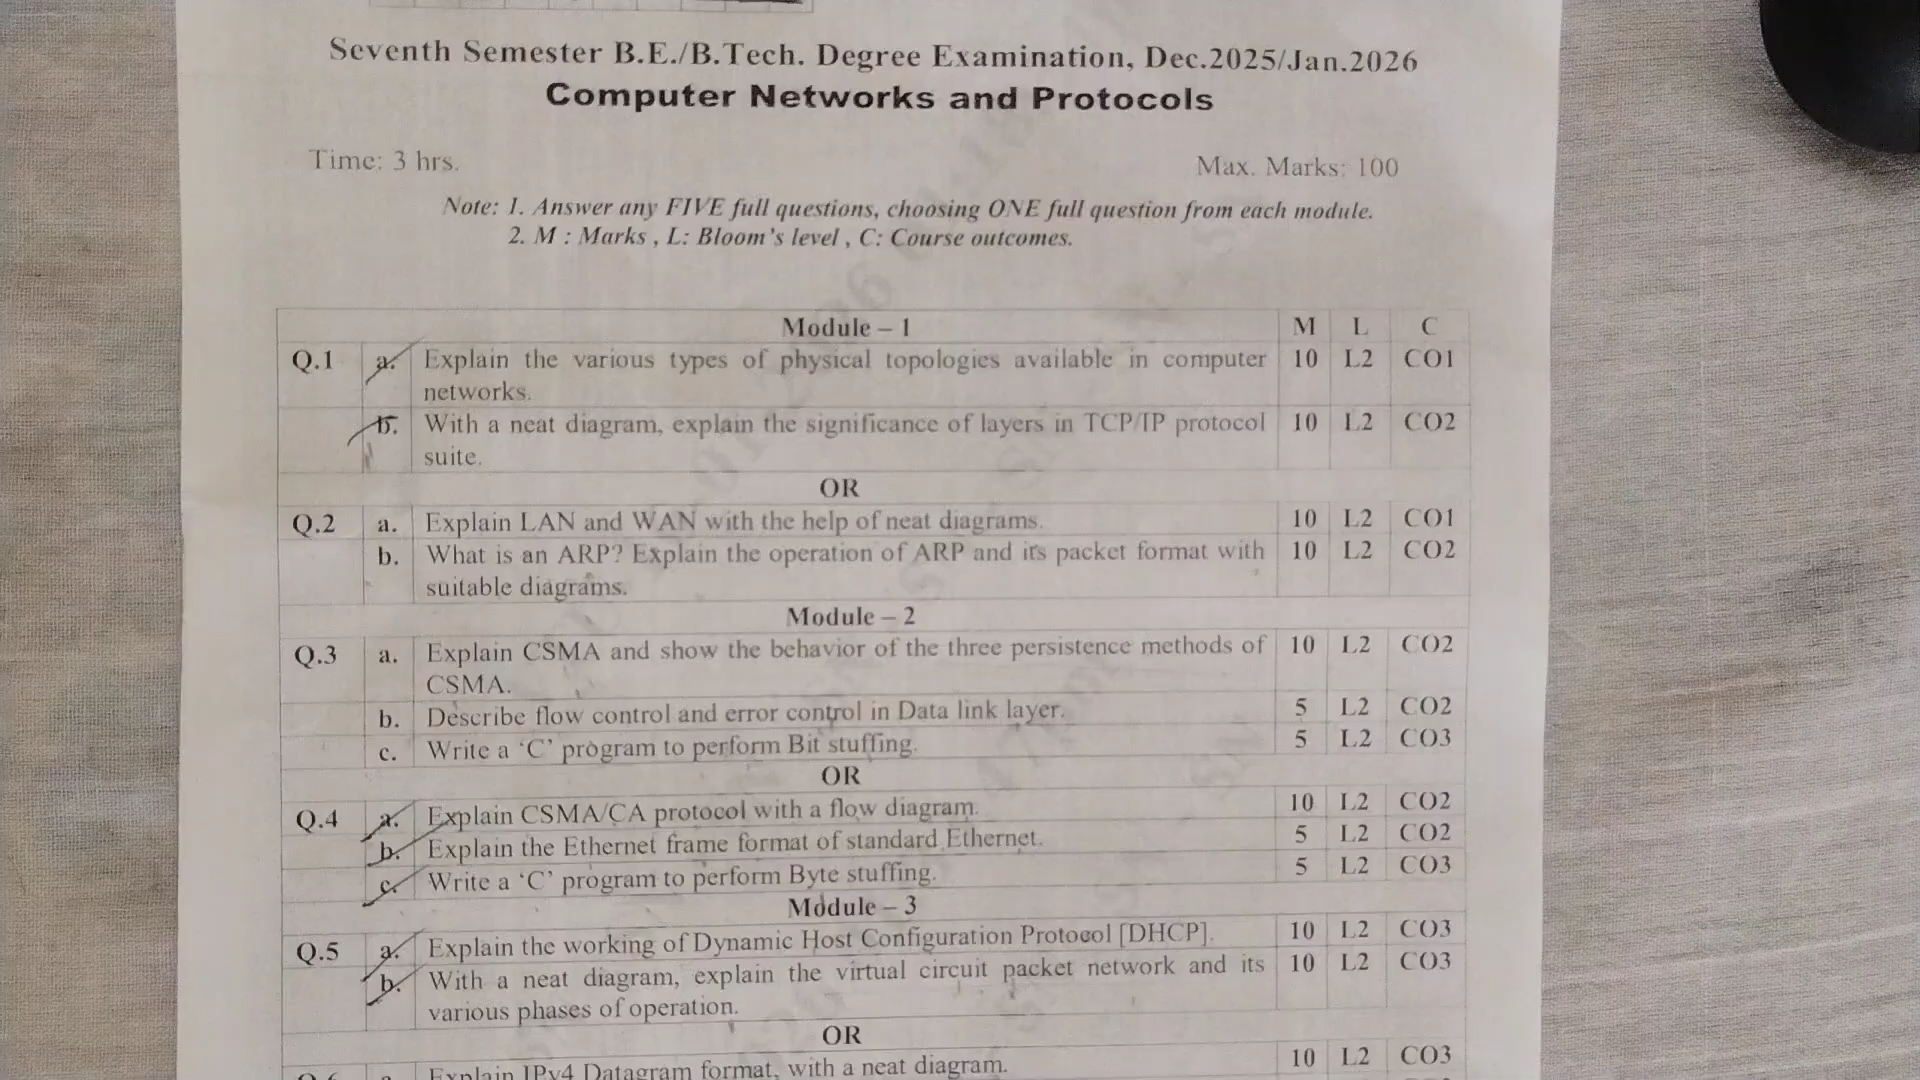 Seventh Semester B.E./B.Tech. Degree Examination, Dec.2025/Jan.2026
Computer Networks and Protocols
Time: 3 hrs. Max. Marks: 100
Note: 1. Answer any FIVE full questions, choosing ONE full question from each module.
2. M : Marks , L: Bloom's level , C: Course outcomes.
Module – 1 M L C
Q.1 a. Explain the various types of physical topologies available in computer 10 L2 CO1
networks.
b. With a neat diagram, explain the significance of layers in TCP/IP protocol 10 L2 CO2
suite.
OR
Q.2 a. Explain LAN and WAN with the help of neat diagrams. 10 L2 CO1
b. What is an ARP? Explain the operation of ARP and its packet format with 10 L2 CO2
suitable diagrams.
Module – 2
Q.3 a. Explain CSMA and show the behavior of the three persistence methods of 10 L2 CO2
CSMA.
b. Describe flow control and error control in Data link layer. 5 L2 CO2
c. Write a ‘C’ program to perform Bit stuffing. 5 L2 CO3
OR
Q.4 a. Explain CSMA/CA protocol with a flow diagram. 10 L2 CO2
b. Explain the Ethernet frame format of standard Ethernet. 5 L2 CO2
c. Write a ‘C’ program to perform Byte stuffing. 5 L2 CO3
Module – 3
Q.5 a. Explain the working of Dynamic Host Configuration Protocol [DHCP]. 10 L2 CO3
b. With a neat diagram, explain the virtual circuit packet network and its 10 L2 CO3
various phases of operation.
OR
a. Explain IPv4 Datagram format, with a neat diagram. 10 L2 CO3